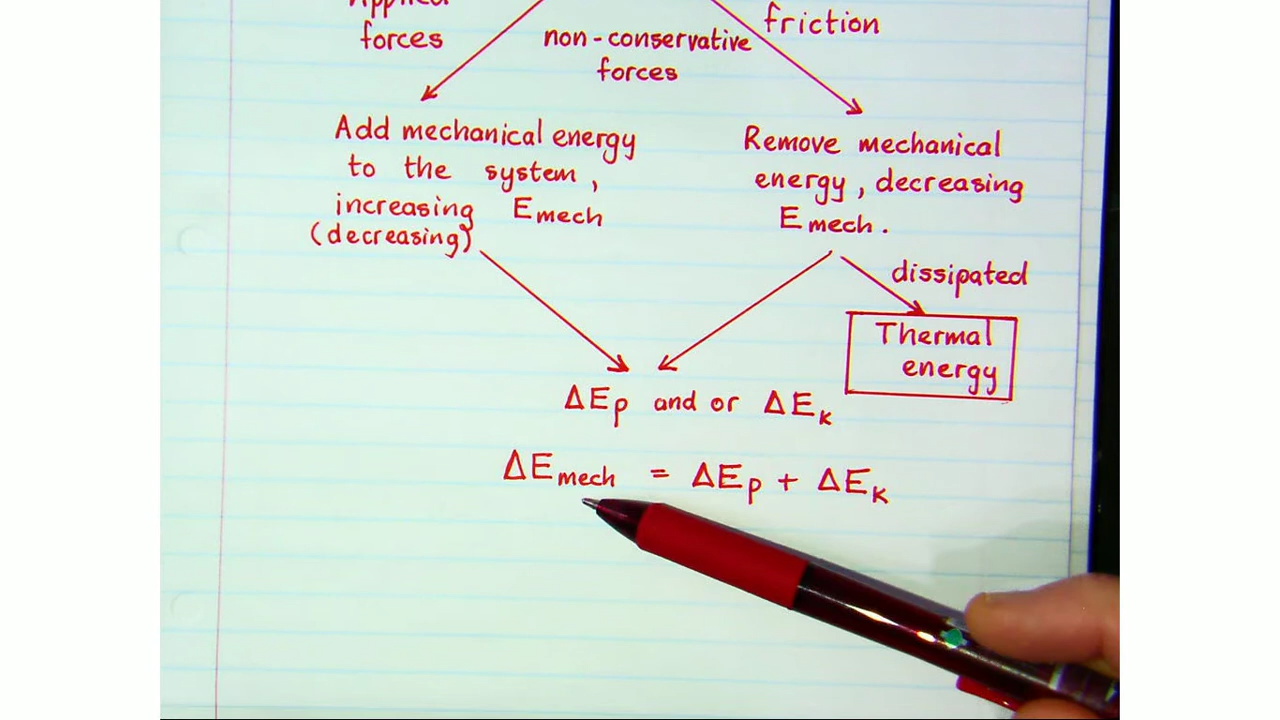 Applied
forces
non-conservative
forces
friction
Add mechanical energy
to the system,
increasing Emech
(decreasing)
Remove mechanical
energy, decreasing
Emech.
dissipated
Thermal
energy
ΔEp and or ΔEk
ΔEmech = ΔEp + ΔEk